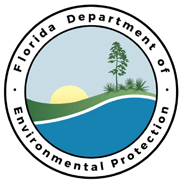 Florida Department of
Environmental Protection